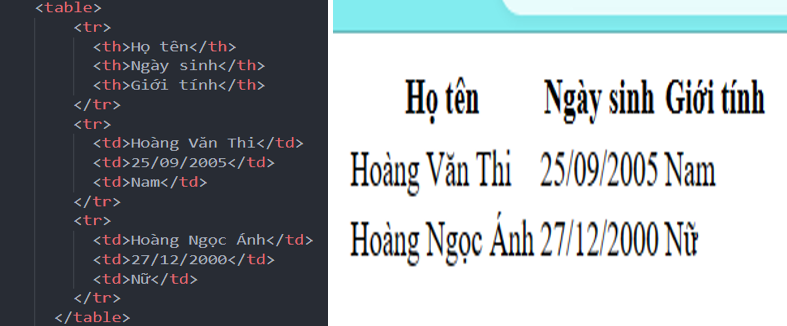 <table>
<tr>
<th>Họ tên</th>
<th>Ngày sinh</th>
<th>Giới tính</th>
</tr>
<tr>
<td>Hoàng Văn Thi</td>
<td>25/09/2005</td>
<td>Nam</td>
</tr>
<tr>
<td>Hoàng Ngọc Ánh</td>
<td>27/12/2000</td>
<td>Nữ</td>
</tr>
</table>
Họ tên Ngày sinh Giới tính
Hoàng Văn Thi 25/09/2005 Nam
Hoàng Ngọc Ánh 27/12/2000 Nữ